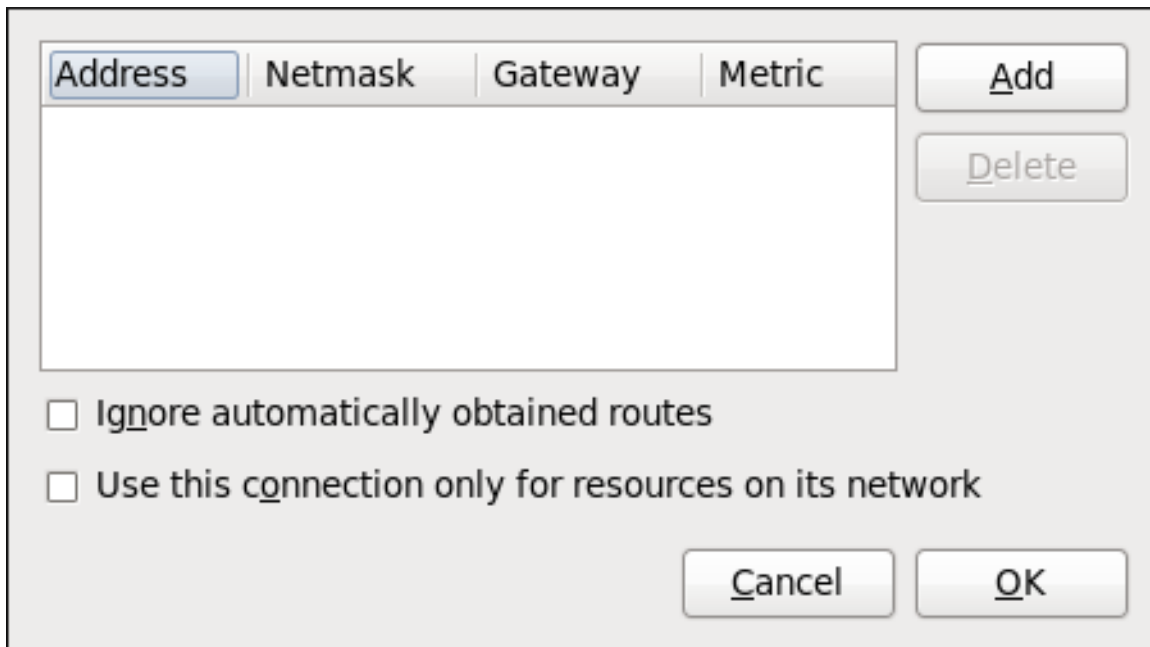 Address Netmask Gateway Metric
Add
Delete
Ignore automatically obtained routes
Use this connection only for resources on its network
Cancel OK